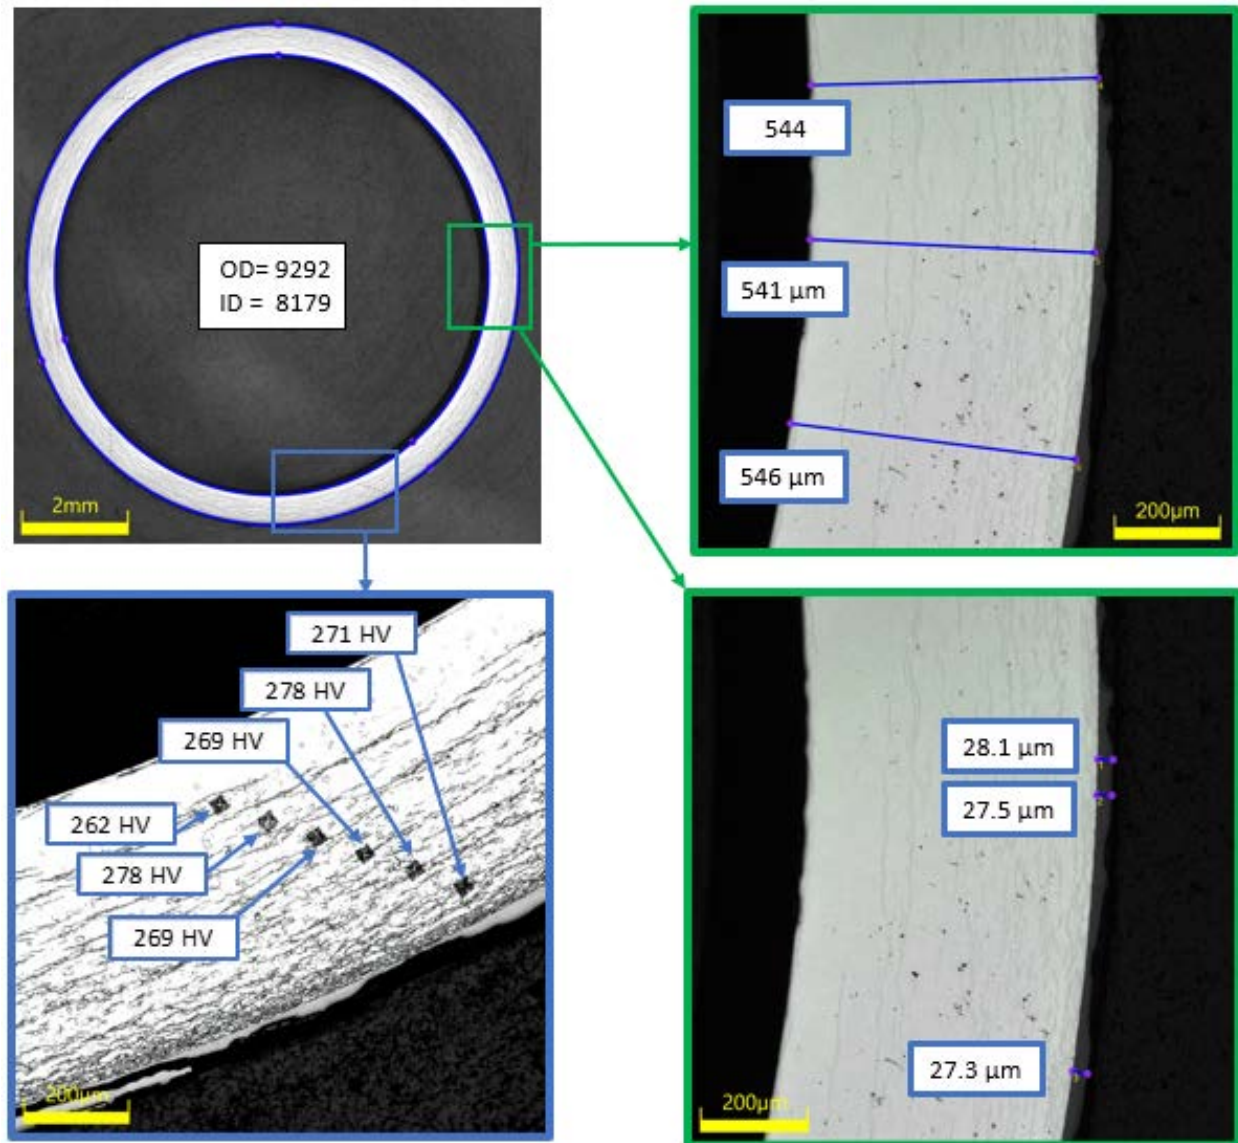 OD= 9292
ID = 8179
2mm
544
541 µm
546 µm
200µm
271 HV
278 HV
269 HV
262 HV
278 HV
269 HV
200µm
28.1 µm
27.5 µm
27.3 µm
200µm